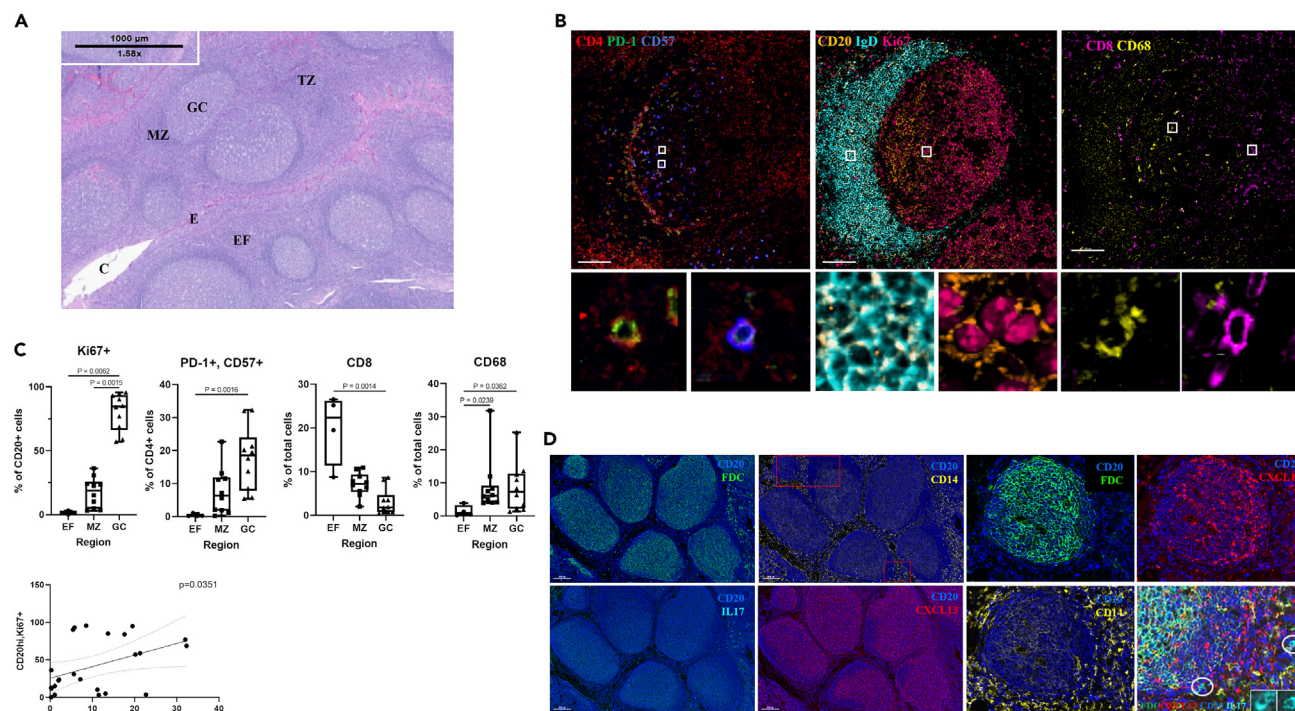 A
1000 µm
1.58x
TZ
GC
MZ
E
EF
C
B
CD4 PD-1 CD57
CD20 IgD Ki67
CD8 CD68
C
Ki67+
P = 0.0062
P = 0.0015
% of CD20+ cells
100
50
0
EF MZ GC
Region
PD-1+, CD57+
P = 0.0016
% of CD4+ cells
40
30
20
10
0
EF MZ GC
Region
CD8
P = 0.0014
% of total cells
30
20
10
0
EF MZ GC
Region
CD68
P = 0.0362
P = 0.0239
% of total cells
40
30
20
10
0
EF MZ GC
Region
p=0.0351
CD20hi,Ki67+
150
100
50
0
0 10 20 30 40
D
CD20
FDC
CD20
CD14
CD20
FDC
CD20
IL17
CD20
CXCL13
CD14